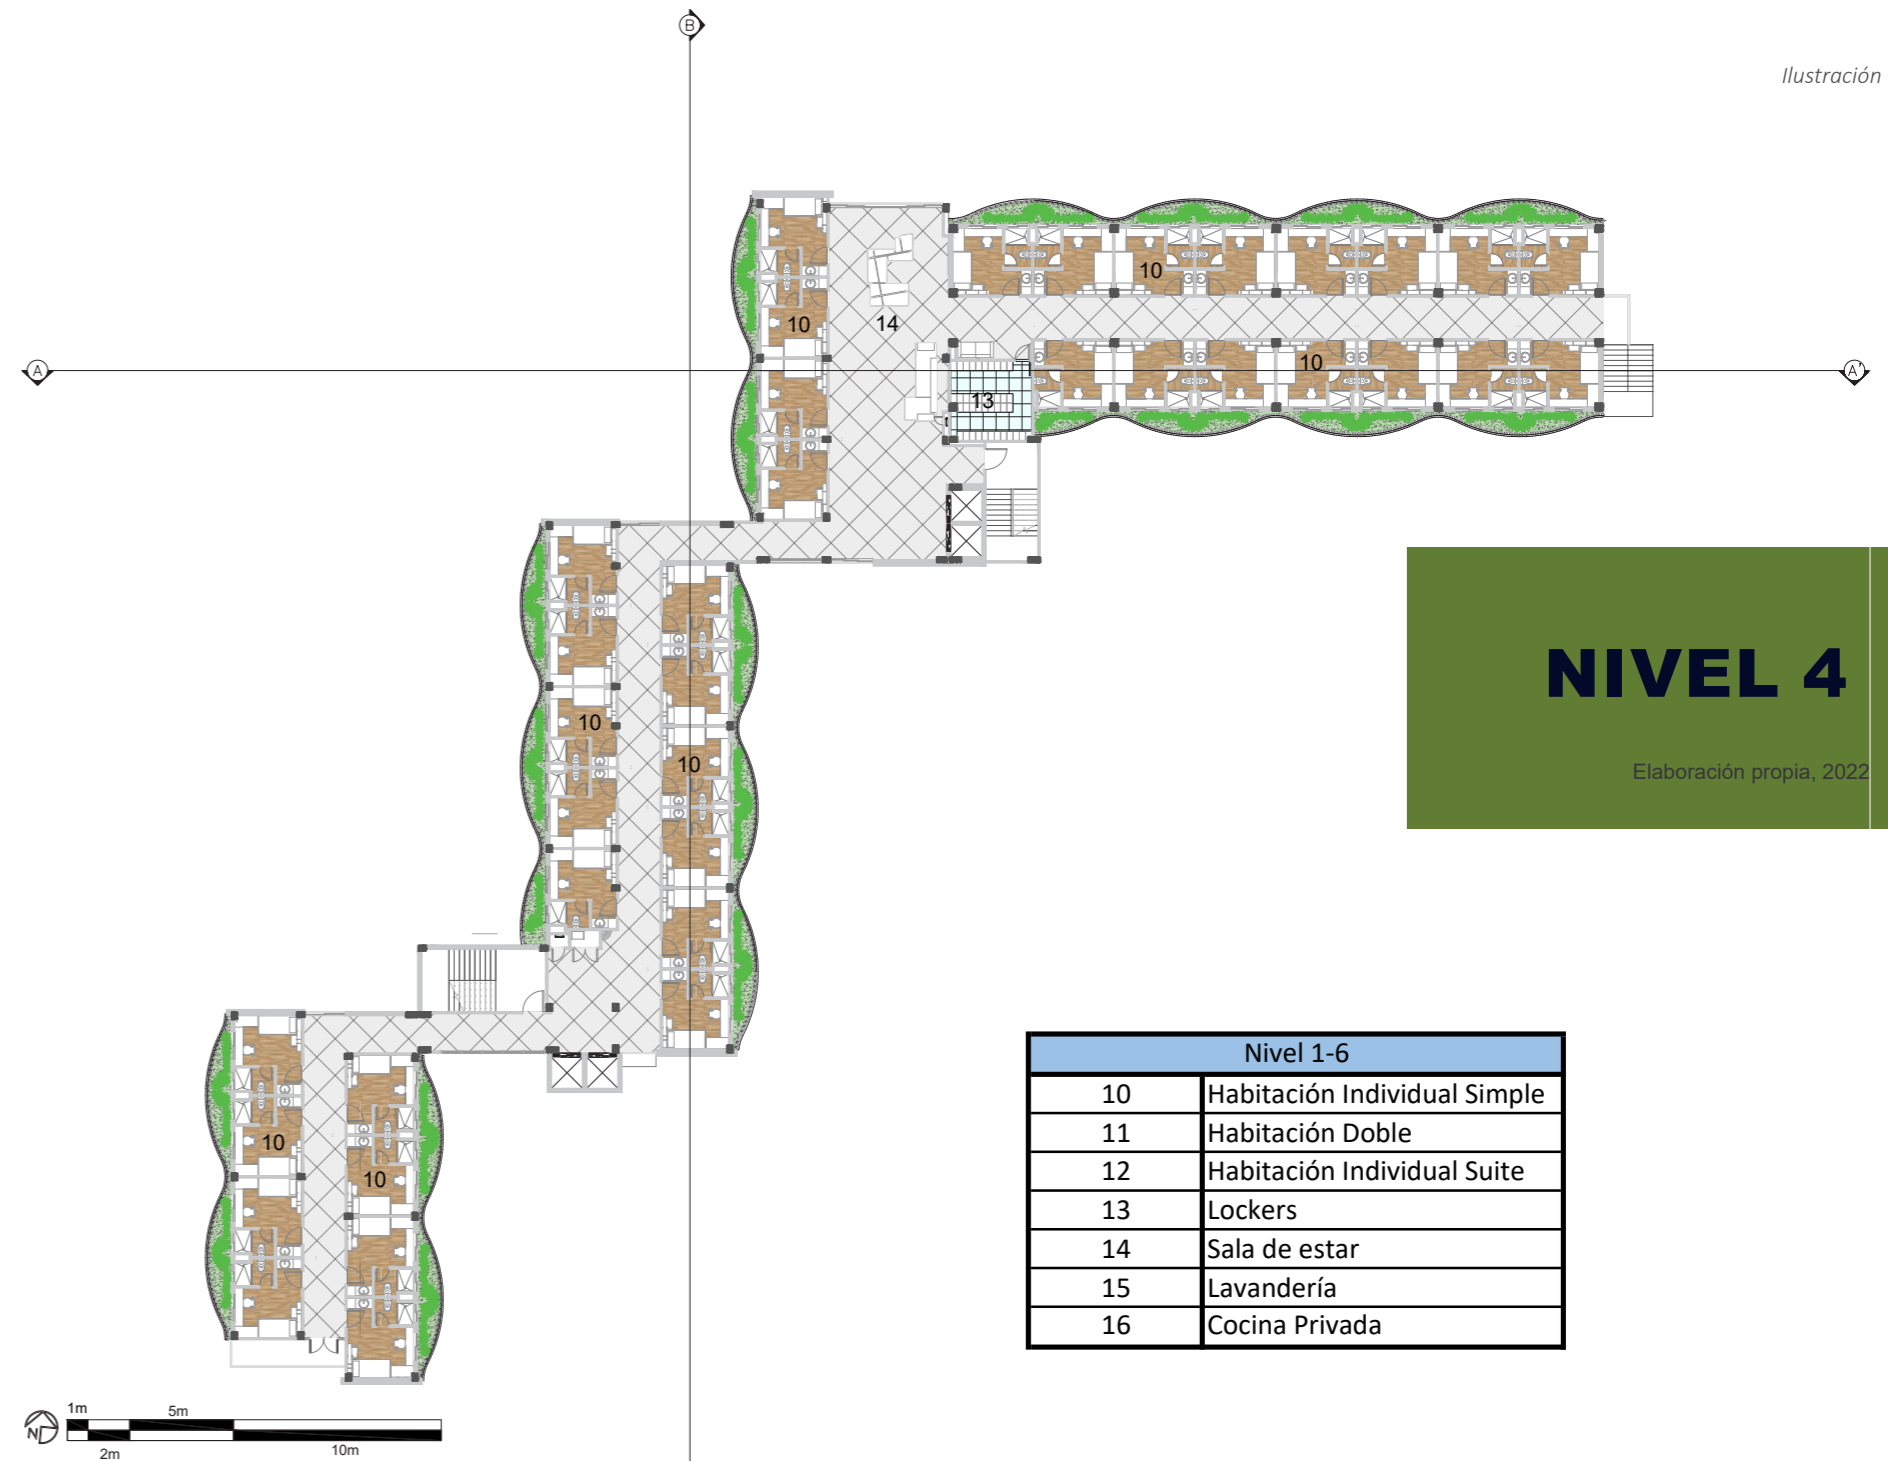 B
Ilustración
10
14
10
A
10
A'
13
NIVEL 4
10
10
Elaboración propia, 2022
Nivel 1-6
10 Habitación Individual Simple
11 Habitación Doble
12 Habitación Individual Suite
13 Lockers
14 Sala de estar
15 Lavandería
16 Cocina Privada
10
10
1m 5m
N
2m 10m